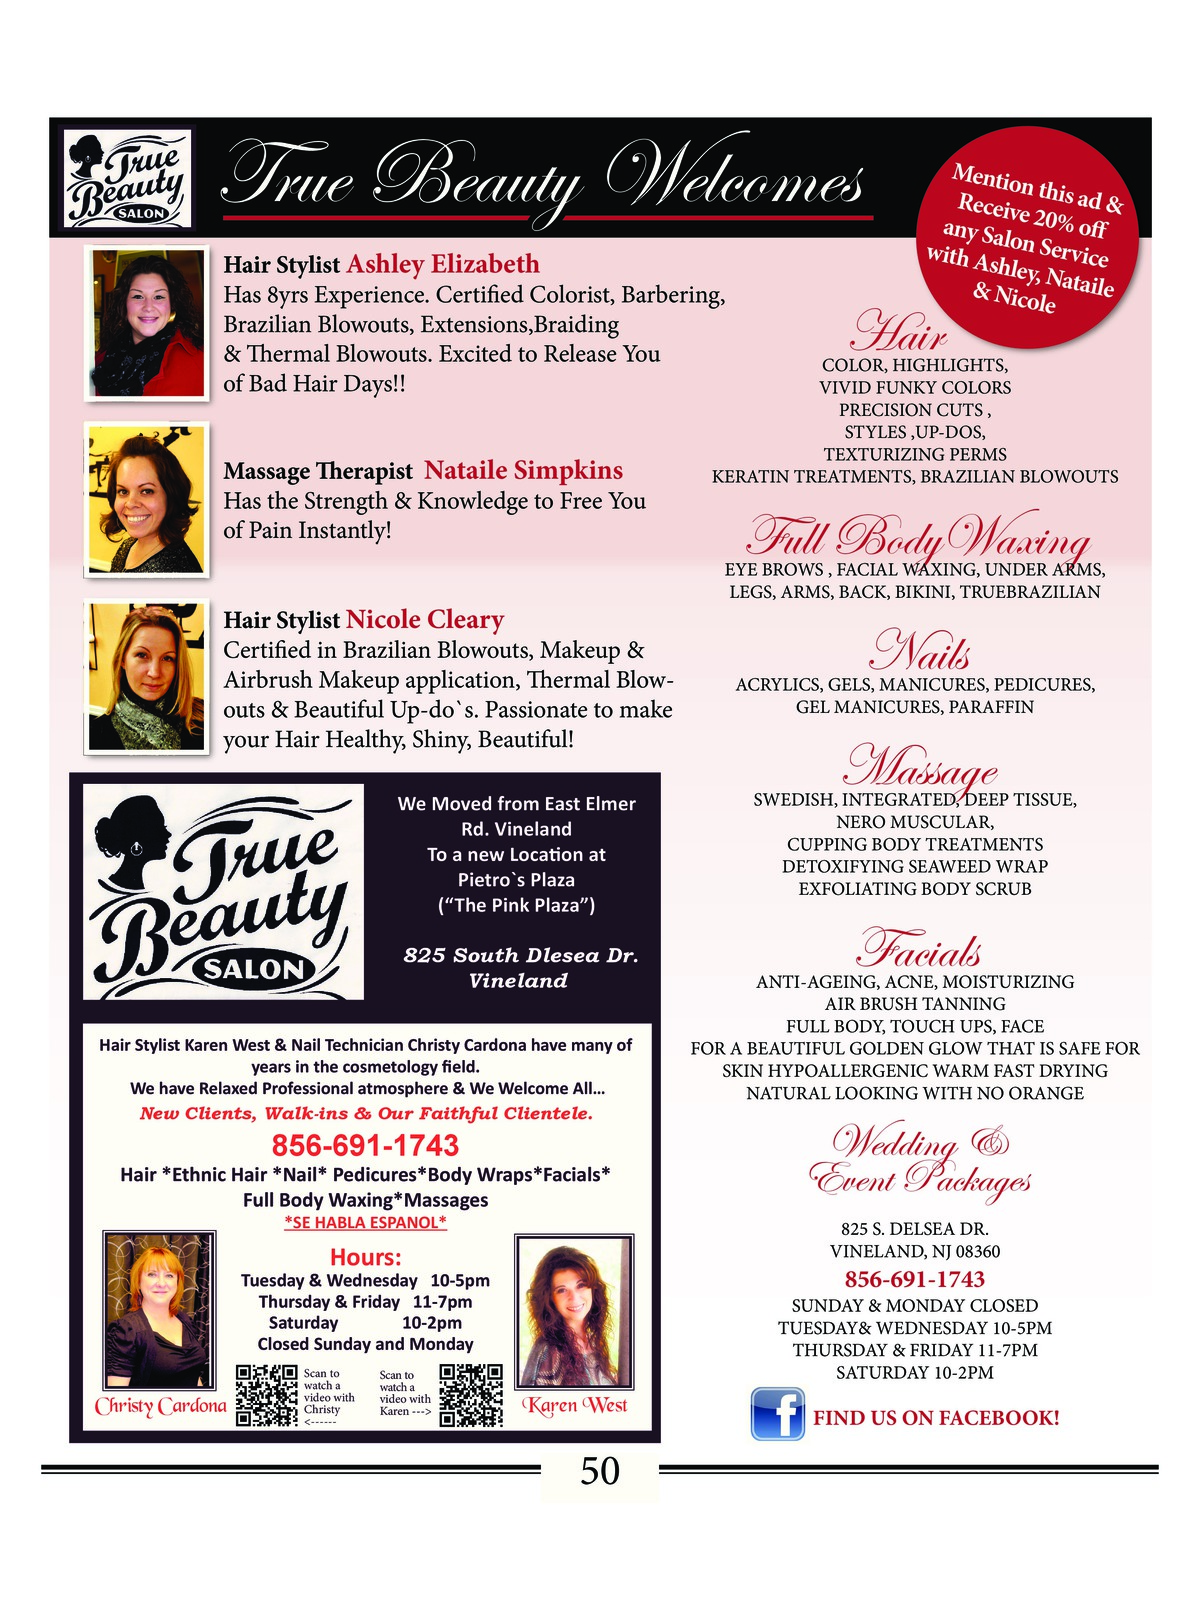 True
Beauty
SALON
True Beauty Welcomes
Mention this ad &
Receive 20% off
any Salon Service
with Ashley, Nataile
& Nicole
Hair Stylist Ashley Elizabeth
Has 8yrs Experience. Certified Colorist, Barbering,
Brazilian Blowouts, Extensions,Braiding
& Thermal Blowouts. Excited to Release You
of Bad Hair Days!!
Massage Therapist Nataile Simpkins
Has the Strength & Knowledge to Free You
of Pain Instantly!
Hair Stylist Nicole Cleary
Certified in Brazilian Blowouts, Makeup &
Airbrush Makeup application, Thermal Blow-
outs & Beautiful Up-do`s. Passionate to make
your Hair Healthy, Shiny, Beautiful!
True
Beauty
SALON
We Moved from East Elmer
Rd. Vineland
To a new Location at
Pietro`s Plaza
(“The Pink Plaza”)
825 South Dlesea Dr.
Vineland
Hair Stylist Karen West & Nail Technician Christy Cardona have many of
years in the cosmetology field.
We have Relaxed Professional atmosphere & We Welcome All...
New Clients, Walk-ins & Our Faithful Clientele.
856-691-1743
Hair *Ethnic Hair *Nail* Pedicures*Body Wraps*Facials*
Full Body Waxing*Massages
*SE HABLA ESPANOL*
Hours:
Tuesday & Wednesday 10-5pm
Thursday & Friday 11-7pm
Saturday 10-2pm
Closed Sunday and Monday
Christy Cardona
Scan to
watch a
video with
Christy
<------
Scan to
watch a
video with
Karen --->
Karen West
Hair
COLOR, HIGHLIGHTS,
VIVID FUNKY COLORS
PRECISION CUTS ,
STYLES ,UP-DOS,
TEXTURIZING PERMS
KERATIN TREATMENTS, BRAZILIAN BLOWOUTS
Full Body Waxing
EYE BROWS , FACIAL WAXING, UNDER ARMS,
LEGS, ARMS, BACK, BIKINI, TRUEBRAZILIAN
Nails
ACRYLICS, GELS, MANICURES, PEDICURES,
GEL MANICURES, PARAFFIN
Massage
SWEDISH, INTEGRATED, DEEP TISSUE,
NERO MUSCULAR,
CUPPING BODY TREATMENTS
DETOXIFYING SEAWEED WRAP
EXFOLIATING BODY SCRUB
Facials
ANTI-AGEING, ACNE, MOISTURIZING
AIR BRUSH TANNING
FULL BODY, TOUCH UPS, FACE
FOR A BEAUTIFUL GOLDEN GLOW THAT IS SAFE FOR
SKIN HYPOALLERGENIC WARM FAST DRYING
NATURAL LOOKING WITH NO ORANGE
Wedding &
Event Packages
825 S. DELSEA DR.
VINELAND, NJ 08360
856-691-1743
SUNDAY & MONDAY CLOSED
TUESDAY& WEDNESDAY 10-5PM
THURSDAY & FRIDAY 11-7PM
SATURDAY 10-2PM
f
FIND US ON FACEBOOK!
50